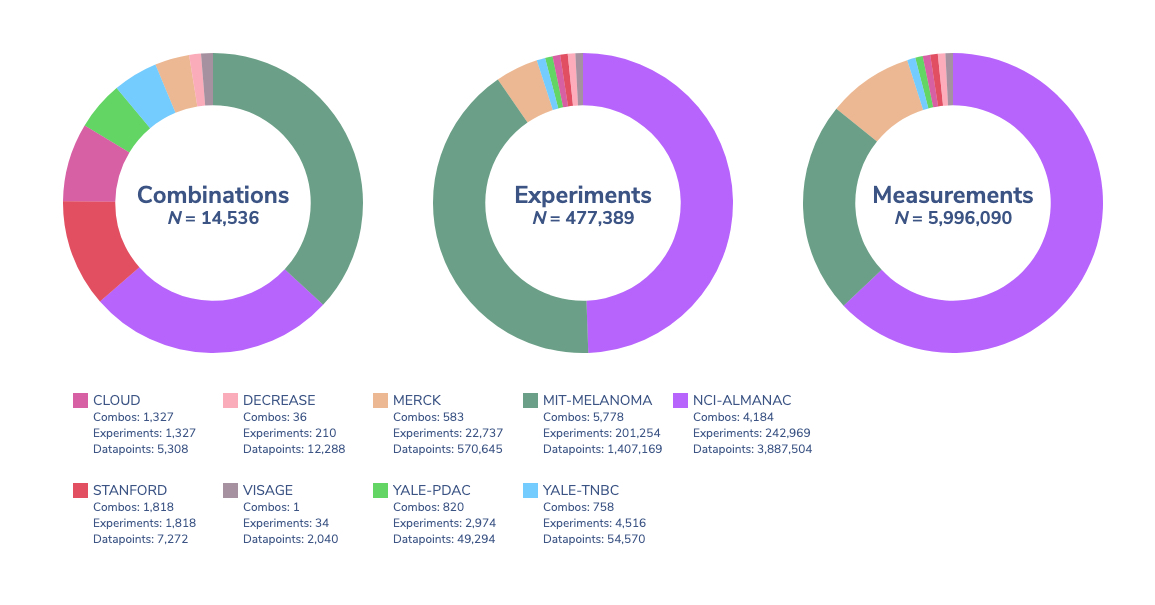 Combinations
N = 14,536
Experiments
N = 477,389
Measurements
N = 5,996,090
CLOUD
Combos: 1,327
Experiments: 1,327
Datapoints: 5,308
DECREASE
Combos: 36
Experiments: 210
Datapoints: 12,288
MERCK
Combos: 583
Experiments: 22,737
Datapoints: 570,645
MIT-MELANOMA
Combos: 5,778
Experiments: 201,254
Datapoints: 1,407,169
NCI-ALMANAC
Combos: 4,184
Experiments: 242,969
Datapoints: 3,887,504
STANFORD
Combos: 1,818
Experiments: 1,818
Datapoints: 7,272
VISAGE
Combos: 1
Experiments: 34
Datapoints: 2,040
YALE-PDAC
Combos: 820
Experiments: 2,974
Datapoints: 49,294
YALE-TNBC
Combos: 758
Experiments: 4,516
Datapoints: 54,570